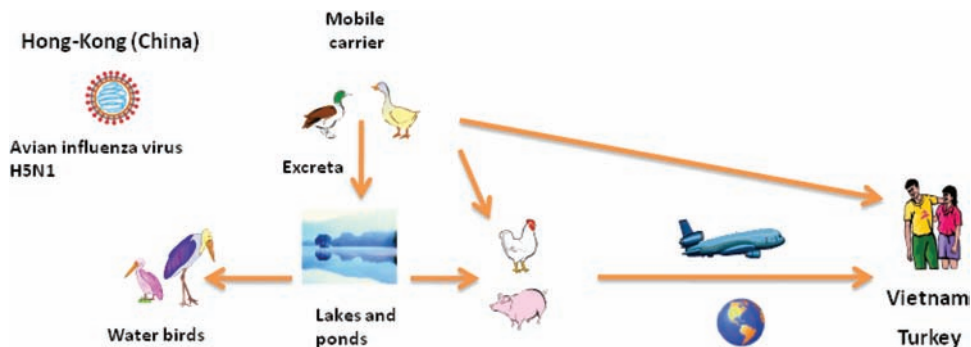 Hong-Kong (China)
Avian influenza virus
H5N1
Mobile
carrier
Excreta
Water birds
Lakes and
ponds
Vietnam
Turkey